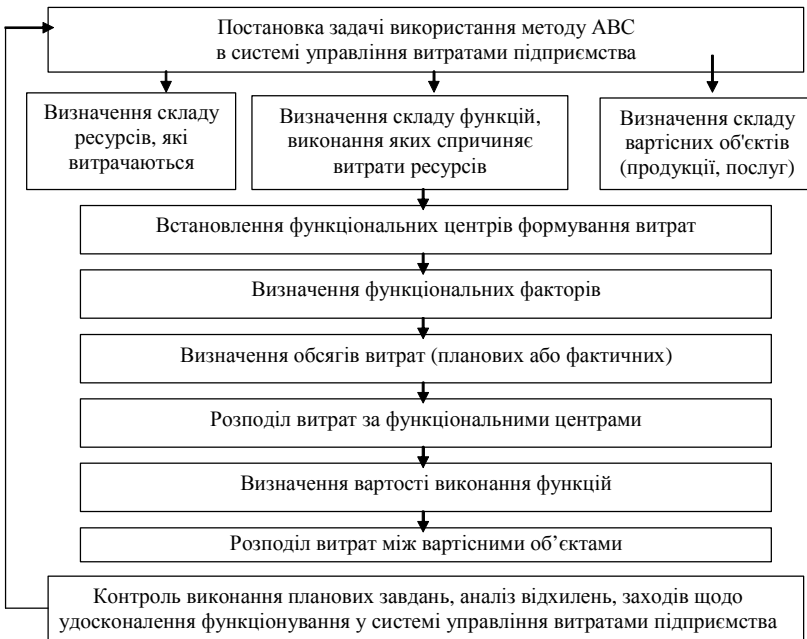 Постановка задачі використання методу АВС
в системі управління витратами підприємства
Визначення складу
ресурсів, які
витрачаються
Визначення складу функцій,
виконання яких спричиняє
витрати ресурсів
Визначення складу
вартісних об'єктів
(продукції, послуг)
Встановлення функціональних центрів формування витрат
Визначення функціональних факторів
Визначення обсягів витрат (планових або фактичних)
Розподіл витрат за функціональними центрами
Визначення вартості виконання функцій
Розподіл витрат між вартісними об’єктами
Контроль виконання планових завдань, аналіз відхилень, заходів щодо
удосконалення функціонування у системі управління витратами підприємства